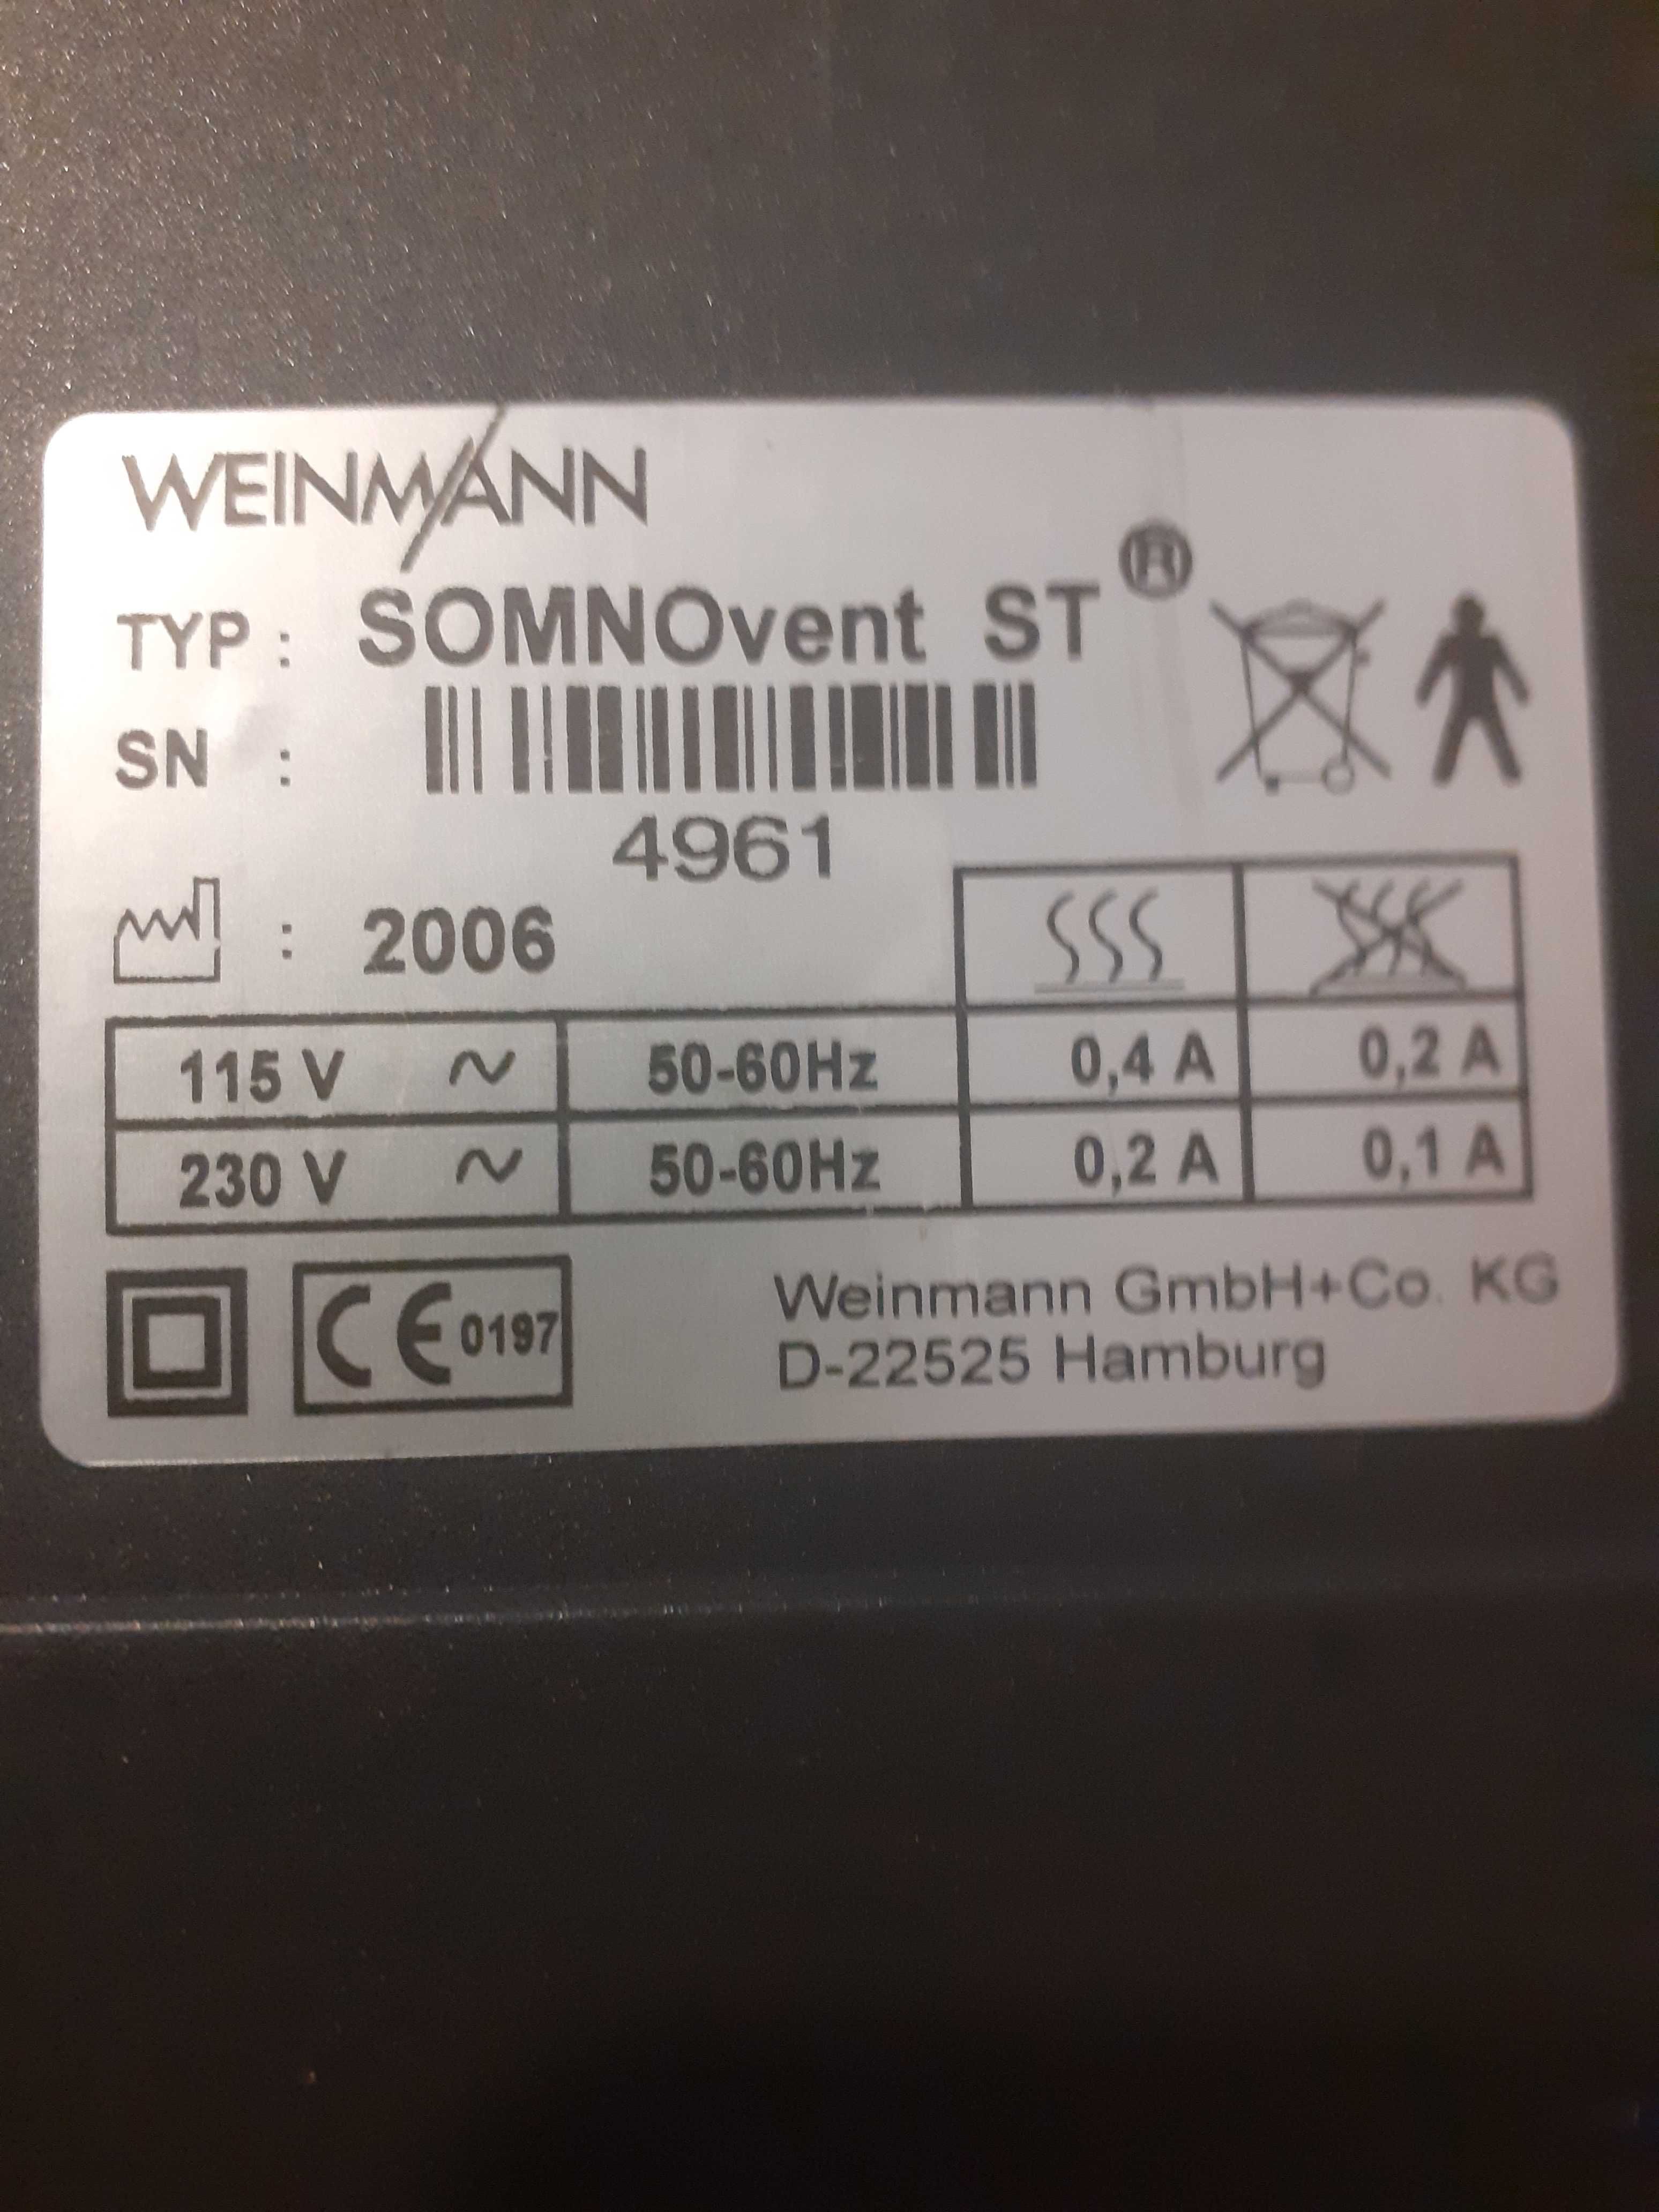 WEINMANN
TYP : SOMNOvent ST ®
SN :
4961
: 2006
115 V ~ 50-60Hz 0,4 A 0,2 A
230 V ~ 50-60Hz 0,2 A 0,1 A
CE 0197
Weinmann GmbH+Co. KG
D-22525 Hamburg